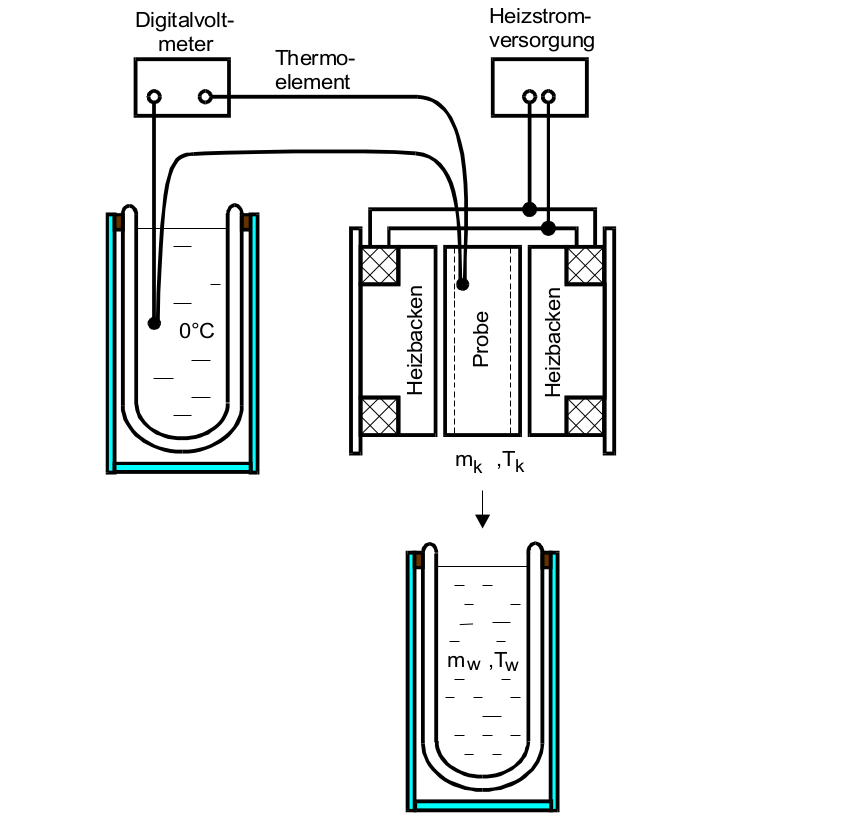 Digitalvolt-
meter
Thermo-
element
Heizstrom-
versorgung
0°C
Heizbacken
Probe
Heizbacken
mk ,Tk
mw ,Tw